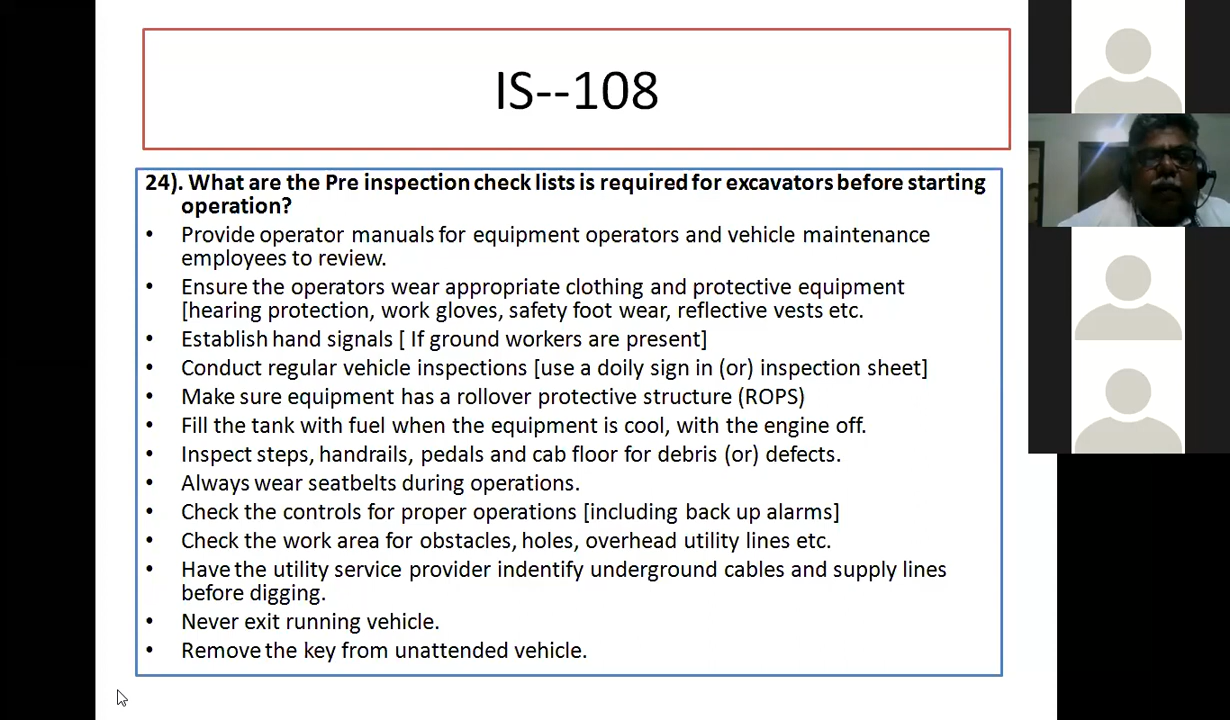 IS--108
24). What are the Pre inspection check lists is required for excavators before starting
operation?
• Provide operator manuals for equipment operators and vehicle maintenance
employees to review.
• Ensure the operators wear appropriate clothing and protective equipment
[hearing protection, work gloves, safety foot wear, reflective vests etc.
• Establish hand signals [ If ground workers are present]
• Conduct regular vehicle inspections [use a doily sign in (or) inspection sheet]
• Make sure equipment has a rollover protective structure (ROPS)
• Fill the tank with fuel when the equipment is cool, with the engine off.
• Inspect steps, handrails, pedals and cab floor for debris (or) defects.
• Always wear seatbelts during operations.
• Check the controls for proper operations [including back up alarms]
• Check the work area for obstacles, holes, overhead utility lines etc.
• Have the utility service provider indentify underground cables and supply lines
before digging.
• Never exit running vehicle.
• Remove the key from unattended vehicle.